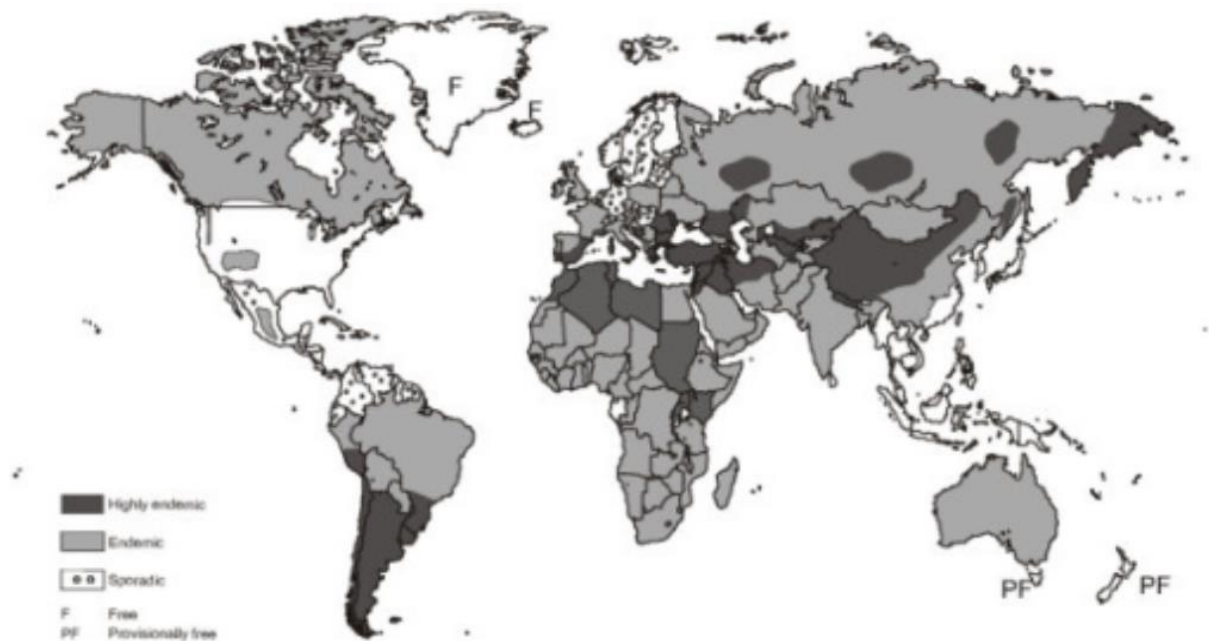 F
F
PF
PF
Highly endemic
Endemic
Sporadic
F Free
PF Provisionally free